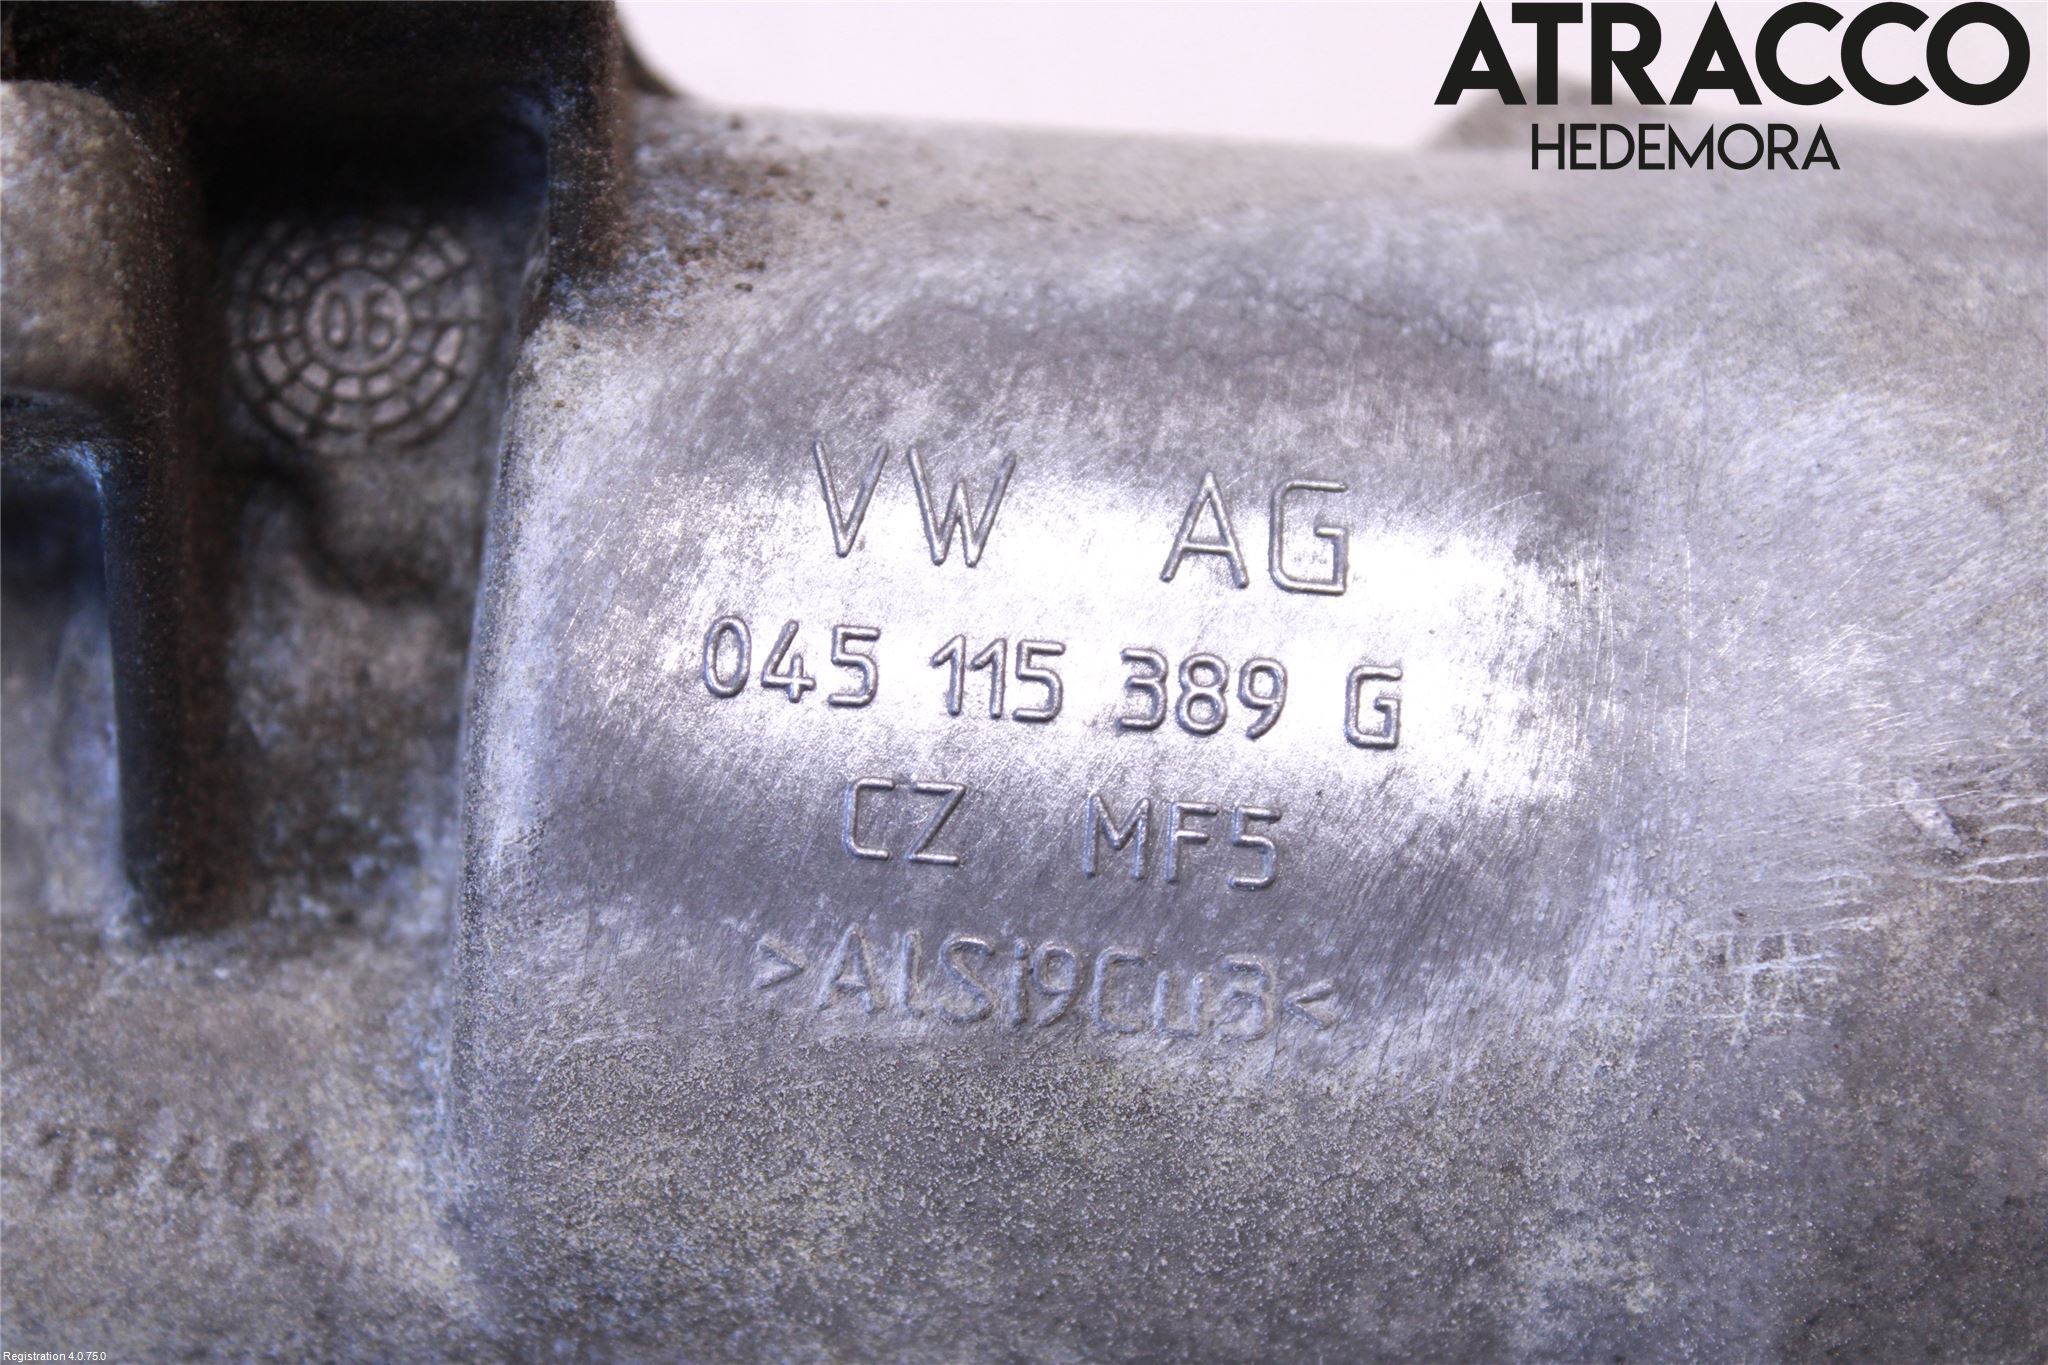 ATRACCO
HEDEMORA
06
VW AG
045 115 389 G
CZ MF5
>AlSi9Cu3<
Registration 4.0.75.0